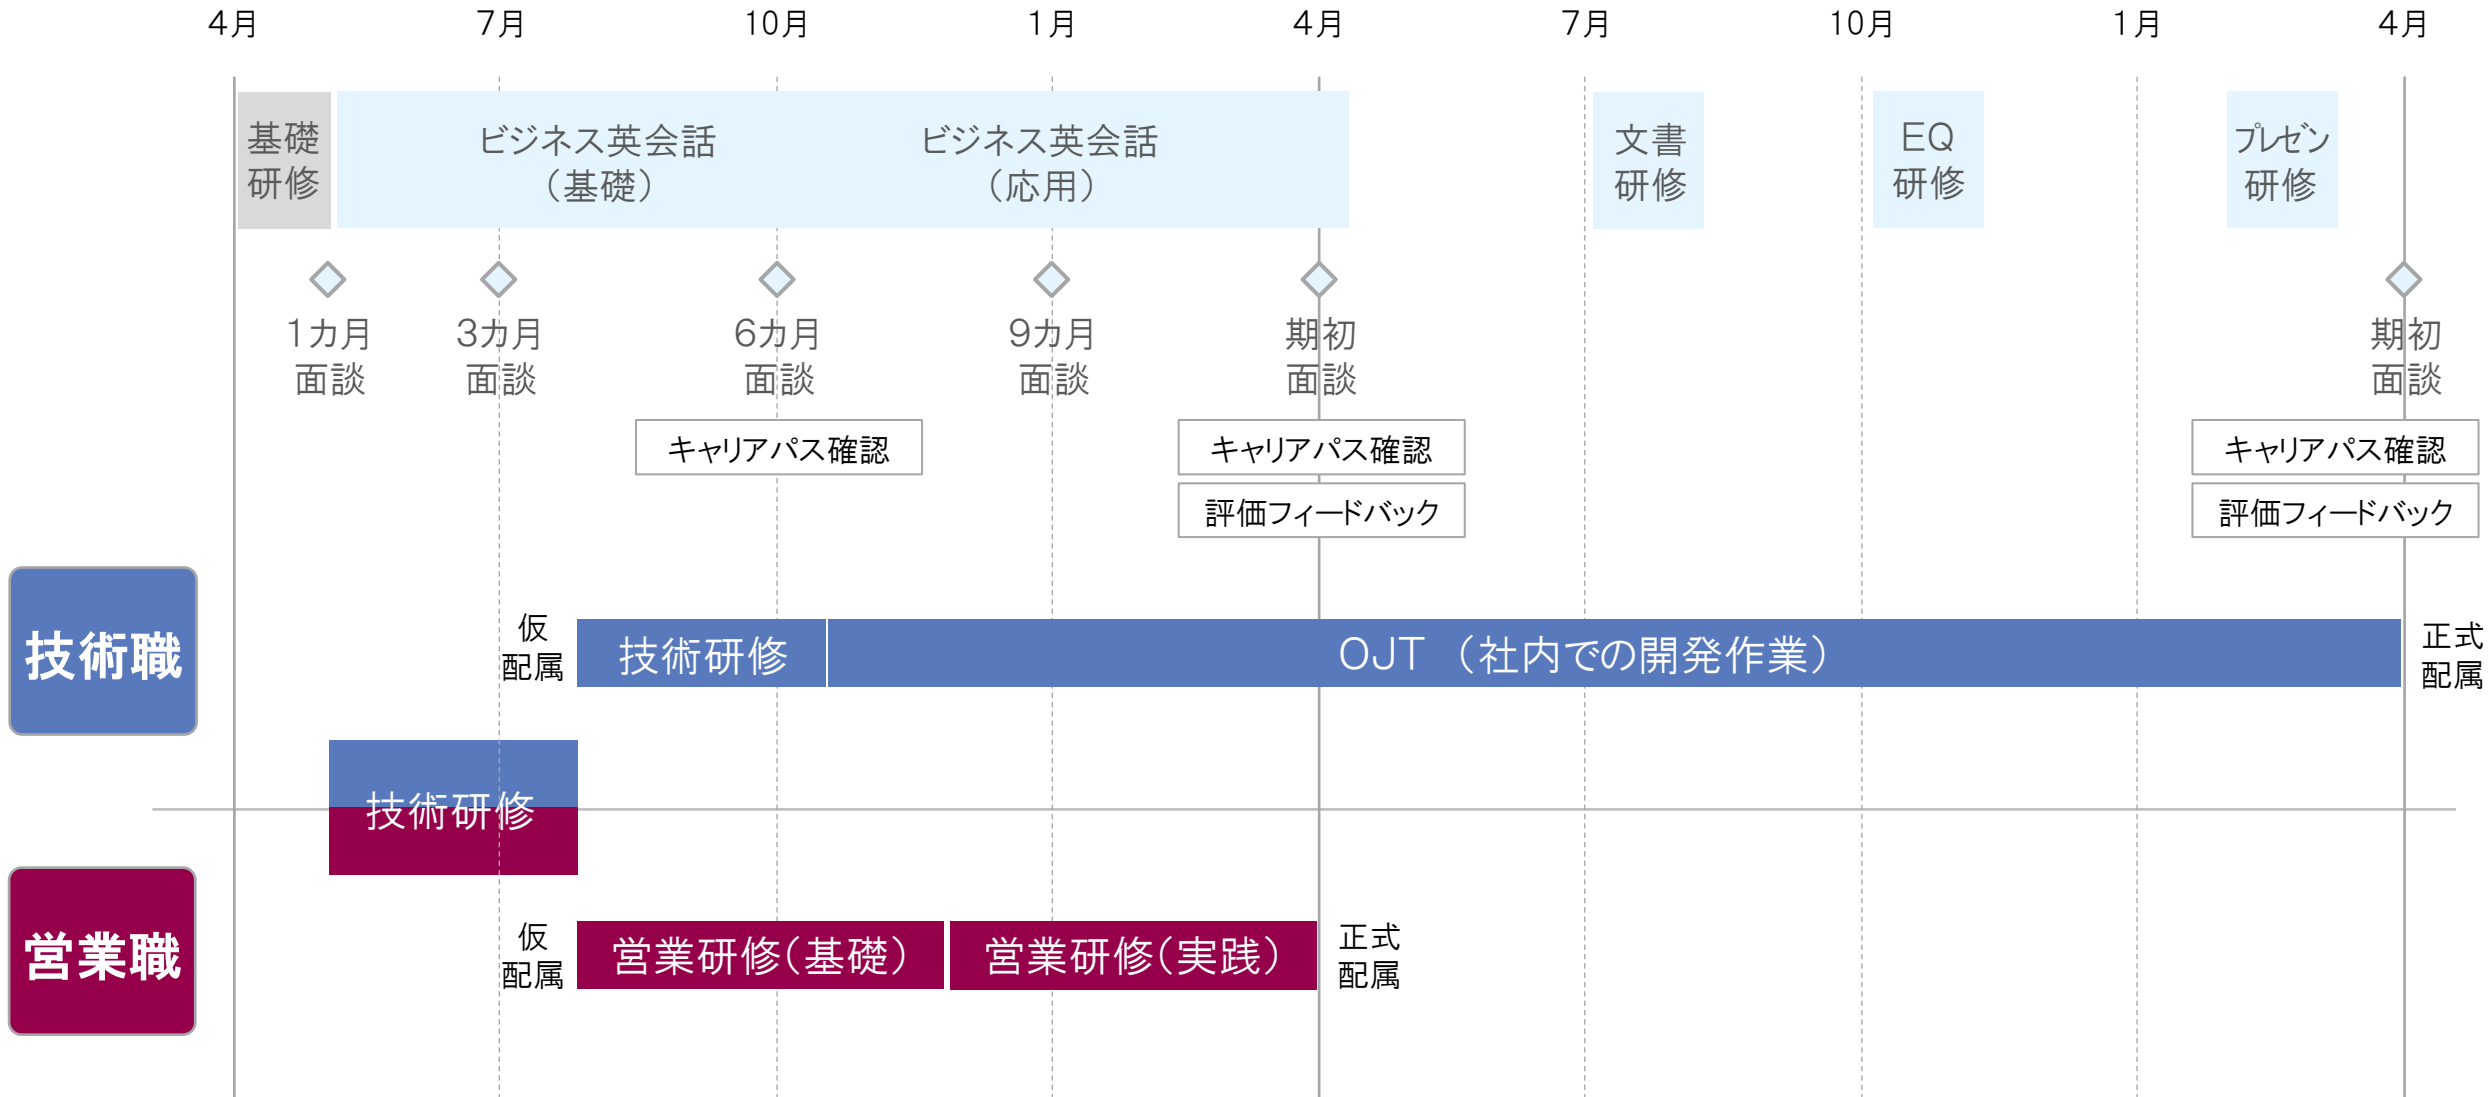 4月 7月 10月 1月 4月 7月 10月 1月 4月
基礎
研修
ビジネス英会話
（基礎）
ビジネス英会話
（応用）
文書
研修
EQ
研修
プレゼン
研修
1カ月
面談
3カ月
面談
6カ月
面談
9カ月
面談
期初
面談
期初
面談
キャリアパス確認
キャリアパス確認
評価フィードバック
キャリアパス確認
評価フィードバック
技術職
仮
配属
技術研修
OJT （社内での開発作業）
正式
配属
技術研修
営業職
仮
配属
営業研修（基礎）
営業研修（実践）
正式
配属